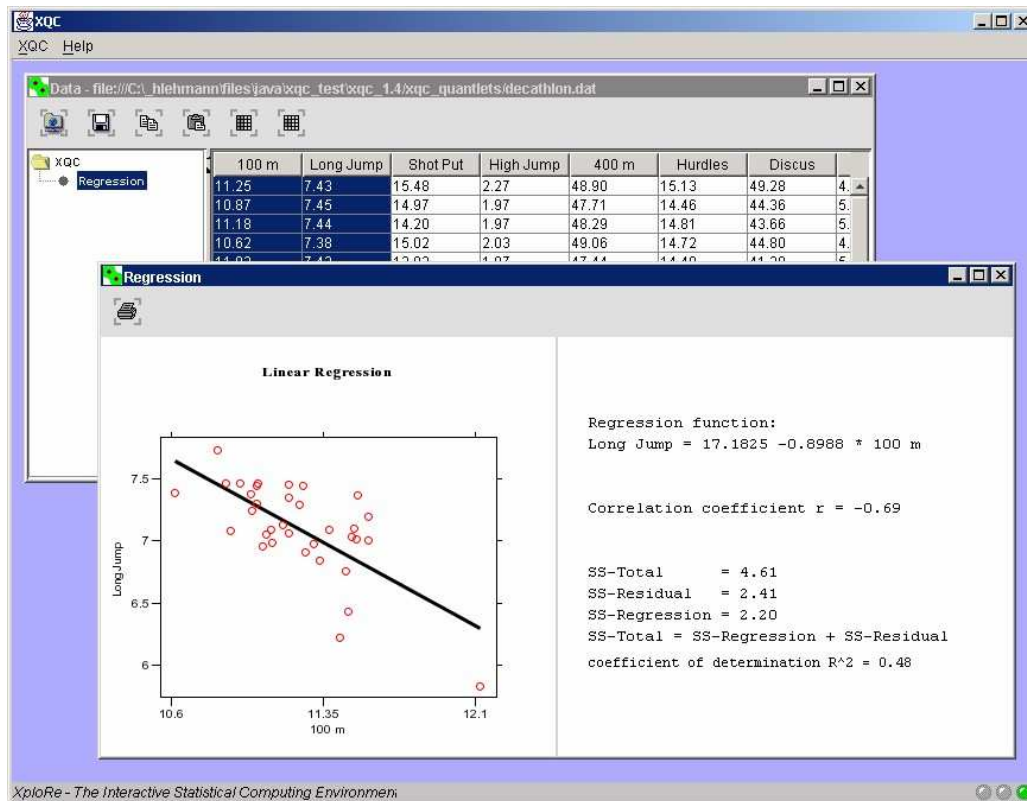 XQC
XQC Help
Data - file:///C:\_hlehmann\files\java\xqc_test\xqc_1.4/xqc_quantlets/decathlon.dat
XQC
Regression
100 m Long Jump Shot Put High Jump 400 m Hurdles Discus
11.25 7.43 15.48 2.27 48.90 15.13 49.28 4.
10.87 7.45 14.97 1.97 47.71 14.46 44.36 5.
11.18 7.44 14.20 1.97 48.29 14.81 43.66 5.
10.62 7.38 15.02 2.03 49.06 14.72 44.80 4.
Regression
Linear Regression
7.5
7
6.5
6
Long Jump
10.6 11.35 12.1
100 m
Regression function:
Long Jump = 17.1825 -0.8988 * 100 m
Correlation coefficient r = -0.69
SS-Total = 4.61
SS-Residual = 2.41
SS-Regression = 2.20
SS-Total = SS-Regression + SS-Residual
coefficient of determination R^2 = 0.48
XploRe - The Interactive Statistical Computing Environment